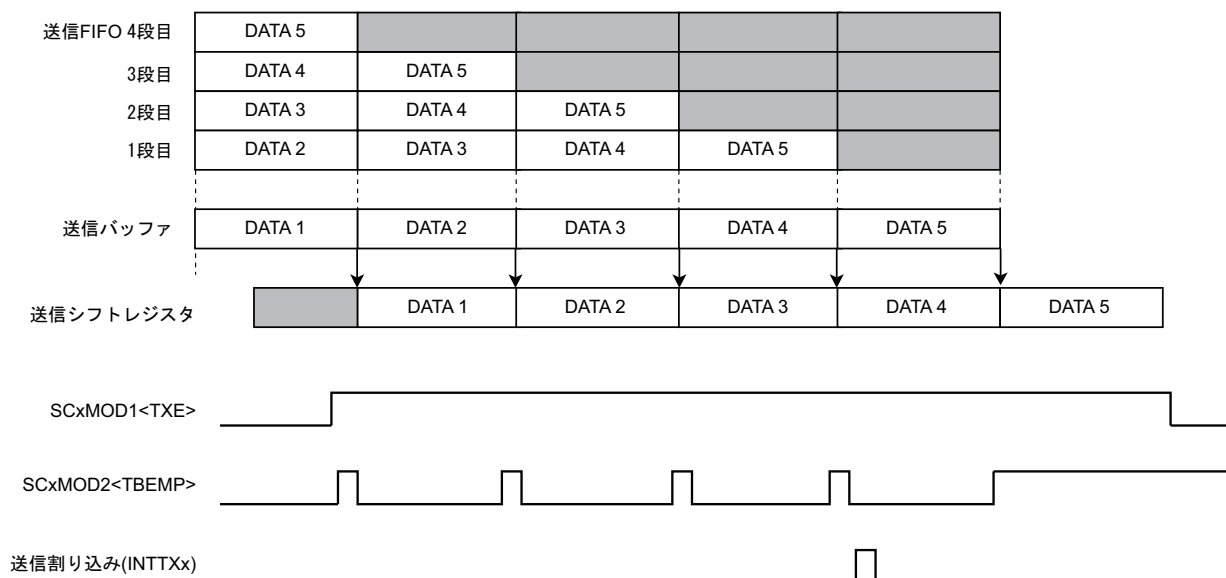 送信FIFO 4段目 DATA 5
3段目 DATA 4 DATA 5
2段目 DATA 3 DATA 4 DATA 5
1段目 DATA 2 DATA 3 DATA 4 DATA 5
送信バッファ DATA 1 DATA 2 DATA 3 DATA 4 DATA 5
送信シフトレジスタ DATA 1 DATA 2 DATA 3 DATA 4 DATA 5
SCxMOD1<TXE>
SCxMOD2<TBEMP>
送信割り込み(INTTXx)